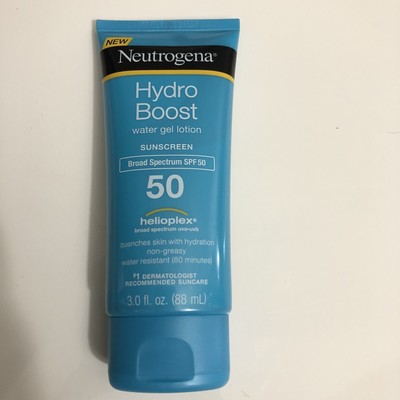 NEW
Neutrogena®
Hydro
Boost
water gel lotion
SUNSCREEN
Broad Spectrum SPF 50
50
helioplex®
broad spectrum uva•uvb
quenches skin with hydration
non-greasy
water resistant (80 minutes)
#1 DERMATOLOGIST
RECOMMENDED SUNCARE
3.0 fl. oz. (88 mL)